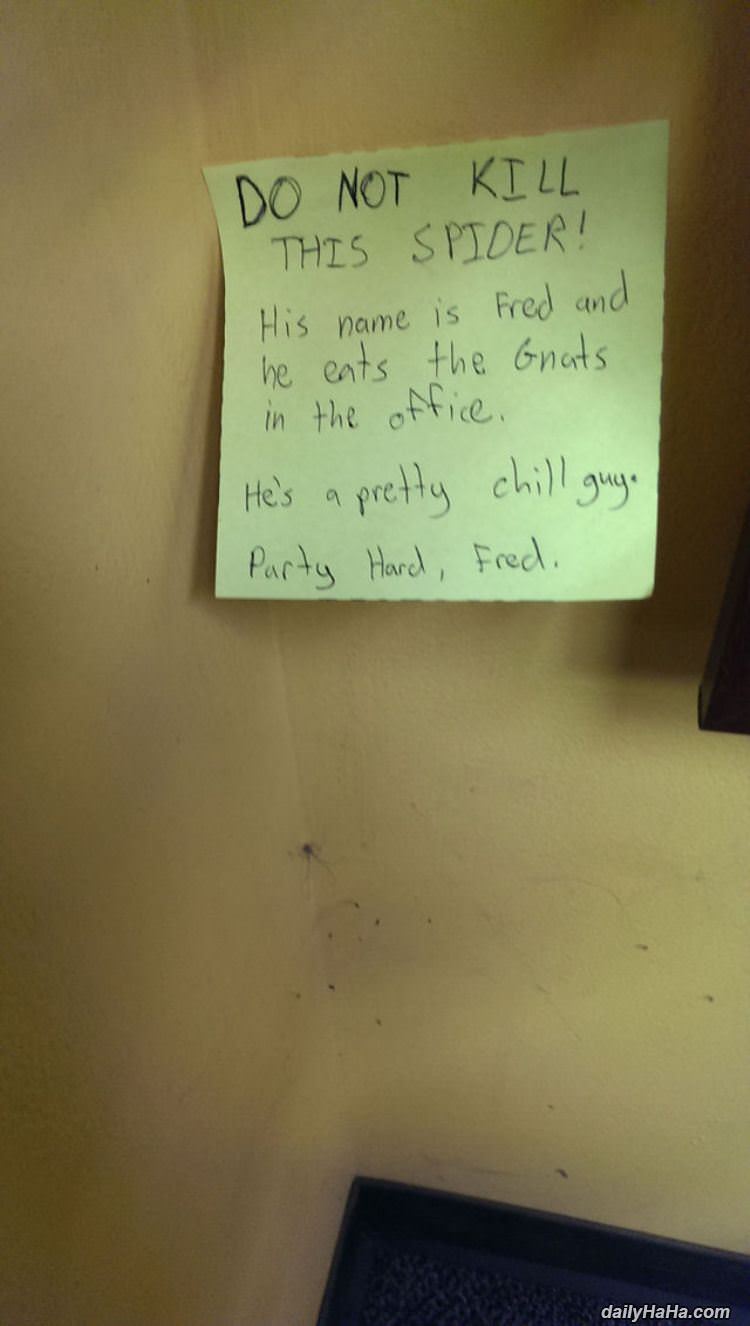 DO NOT KILL
THIS SPIDER!
His name is Fred and
he eats the Gnats
in the office.
He's a pretty chill guy.
Party Hard, Fred.
dailyHaHa.com